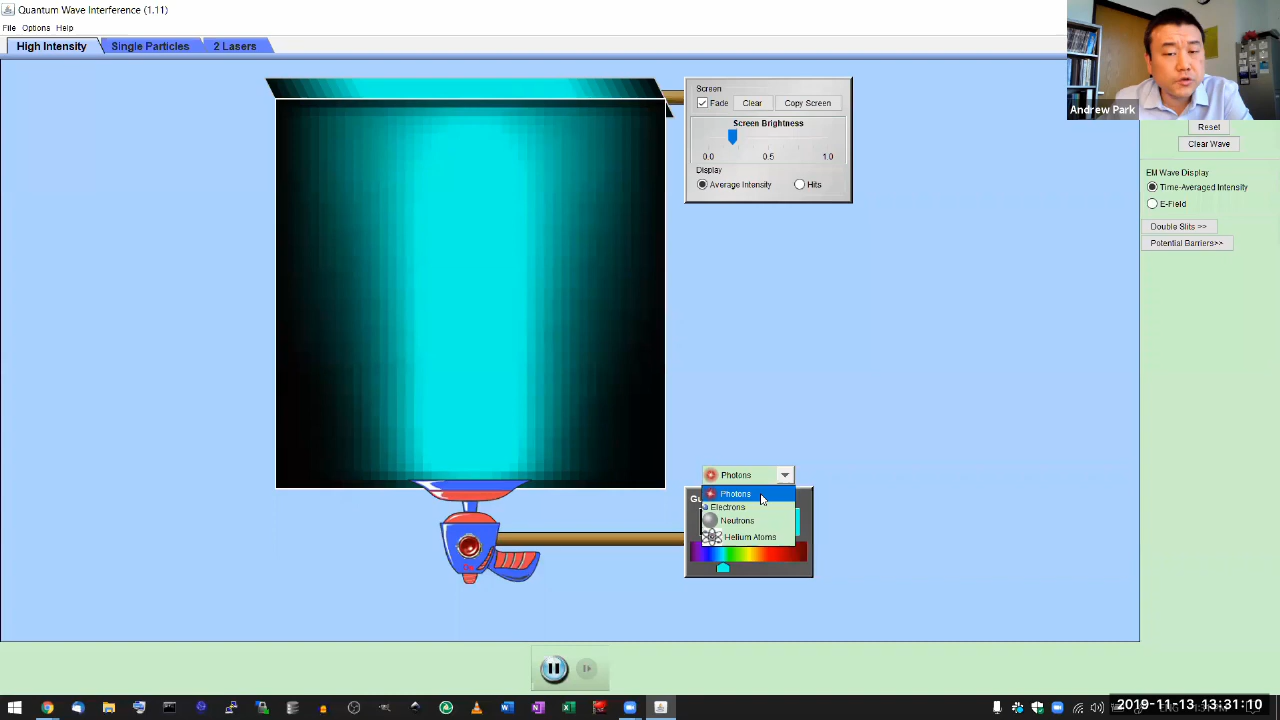 Quantum Wave Interference (1.11)
File Options Help
High Intensity Single Particles 2 Lasers
Andrew Park
Screen
Fade Clear Copy Screen
Screen Brightness
0.0 0.5 1.0
Display
Average Intensity Hits
Reset
Clear Wave
EM Wave Display
Time-Averaged Intensity
E-Field
Double Slits >>
Potential Barriers>>
Photons
Photons
Electrons
Neutrons
Helium Atoms
2019-11-13 13:31:10